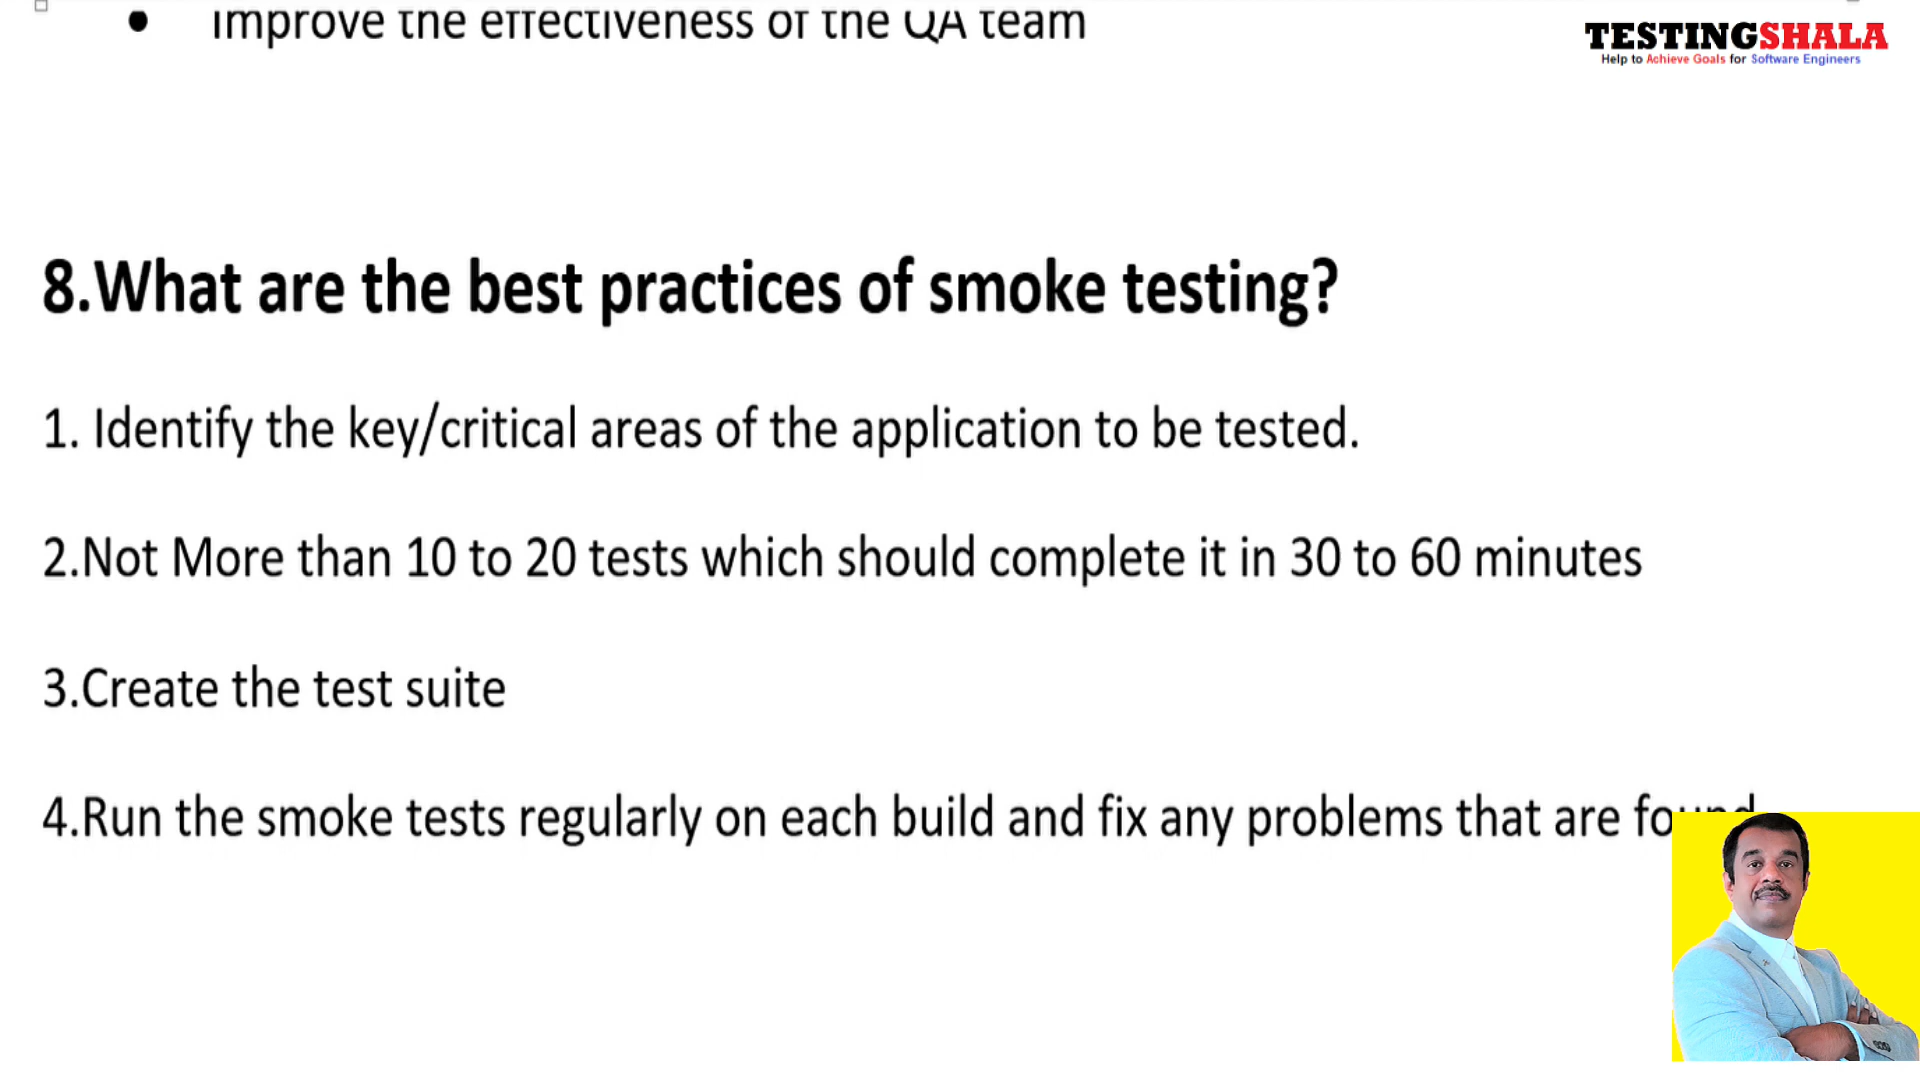 • Improve the effectiveness of the QA team
TESTINGSHALA
Help to Achieve Goals for Software Engineers
8.What are the best practices of smoke testing?
1. Identify the key/critical areas of the application to be tested.
2.Not More than 10 to 20 tests which should complete it in 30 to 60 minutes
3.Create the test suite
4.Run the smoke tests regularly on each build and fix any problems that are found